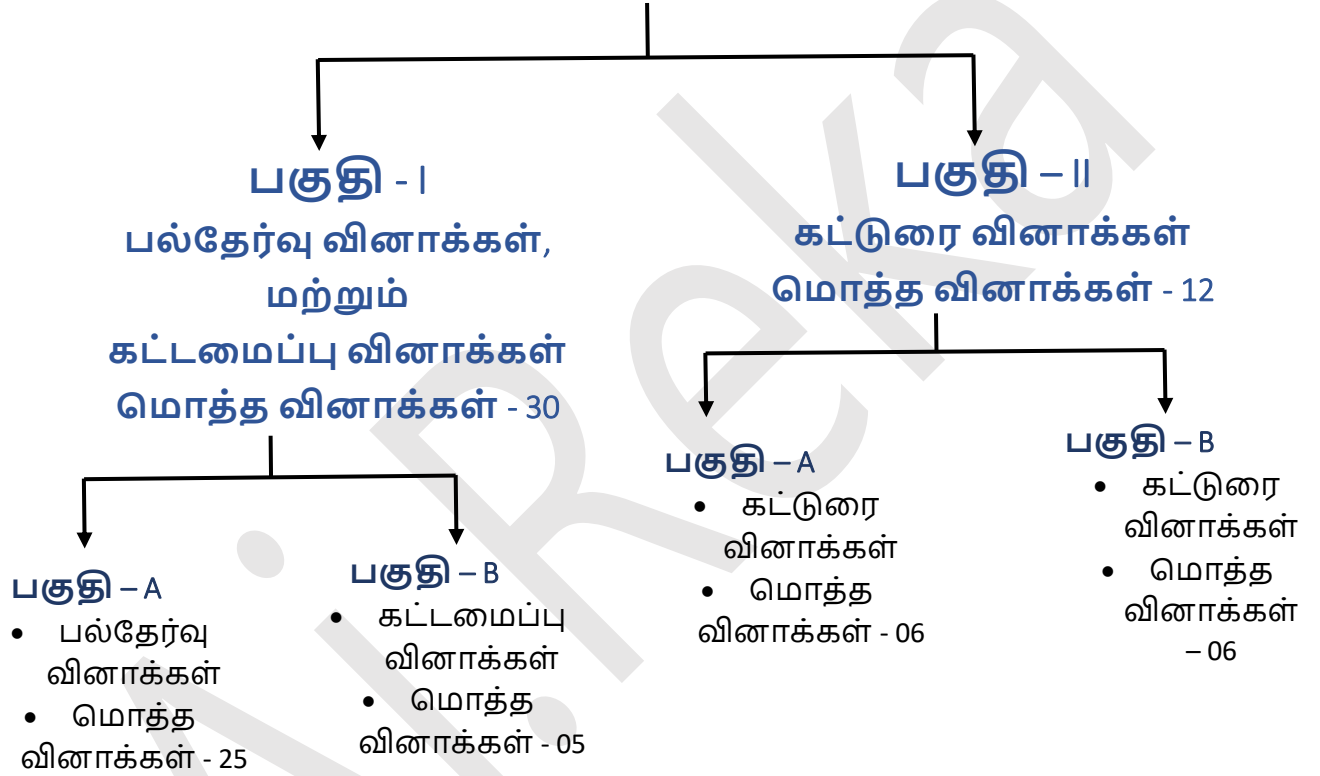 பகுதி - I
பல்தேர்வு வினாக்கள்,
மற்றும்
கட்டமைப்பு வினாக்கள்
மொத்த வினாக்கள் - 30
பகுதி – A
• பல்தேர்வு
வினாக்கள்
• மொத்த
வினாக்கள் - 25
பகுதி – B
• கட்டமைப்பு
வினாக்கள்
• மொத்த
வினாக்கள் - 05
பகுதி – II
கட்டுரை வினாக்கள்
மொத்த வினாக்கள் - 12
பகுதி – A
• கட்டுரை
வினாக்கள்
• மொத்த
வினாக்கள் - 06
பகுதி – B
• கட்டுரை
வினாக்கள்
• மொத்த
வினாக்கள்
– 06
Reka